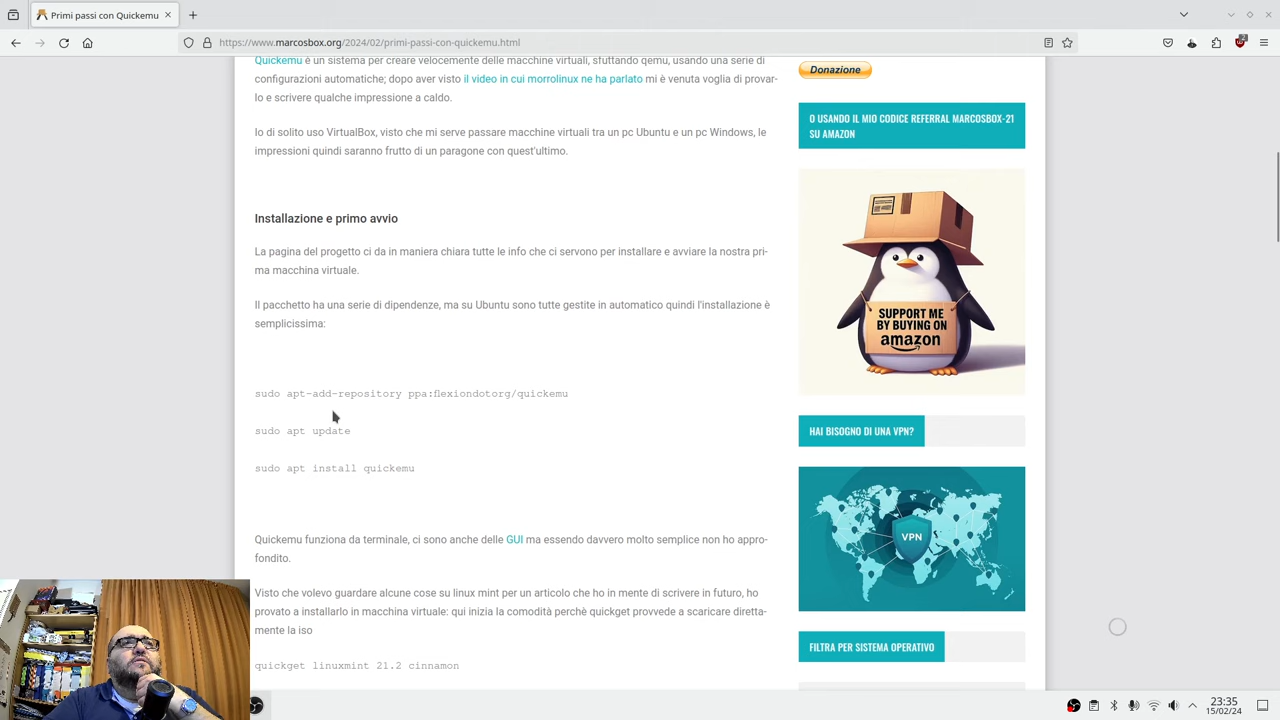 Primi passi con Quickemu
https://www.marcosbox.org/2024/02/primi-passi-con-quickemu.html
Quickemu è un sistema per creare velocemente delle macchine virtuali, sfuttando qemu, usando una serie di
configurazioni automatiche; dopo aver visto il video in cui morrolinux ne ha parlato mi è venuta voglia di provar-
lo e scrivere qualche impressione a caldo.
Io di solito uso VirtualBox, visto che mi serve passare macchine virtuali tra un pc Ubuntu e un pc Windows, le
impressioni quindi saranno frutto di un paragone con quest'ultimo.
Installazione e primo avvio
La pagina del progetto ci da in maniera chiara tutte le info che ci servono per installare e avviare la nostra pri-
ma macchina virtuale.
Il pacchetto ha una serie di dipendenze, ma su Ubuntu sono tutte gestite in automatico quindi l'installazione è
semplicissima:
sudo apt-add-repository ppa:flexiondotorg/quickemu
sudo apt update
sudo apt install quickemu
Quickemu funziona da terminale, ci sono anche delle GUI ma essendo davvero molto semplice non ho appro-
fondito.
Visto che volevo guardare alcune cose su linux mint per un articolo che ho in mente di scrivere in futuro, ho
provato a installarlo in macchina virtuale: qui inizia la comodità perchè quickget provvede a scaricare diretta-
mente la iso
quickget linuxmint 21.2 cinnamon
Donazione
O USANDO IL MIO CODICE REFERRAL MARCOSBOX-21
SU AMAZON
SUPPORT ME
BY BUYING ON
amazon
HAI BISOGNO DI UNA VPN?
VPN
FILTRA PER SISTEMA OPERATIVO
23:35
15/02/24